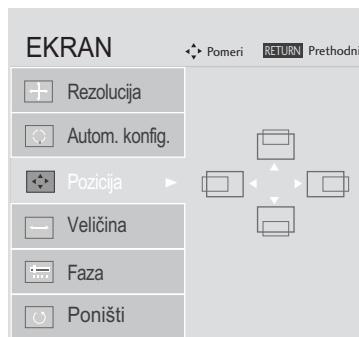 EKRAN
Pomeri RETURN Prethodni
Rezolucija
Autom. konfig.
Pozicija
Veličina
Faza
Poništi